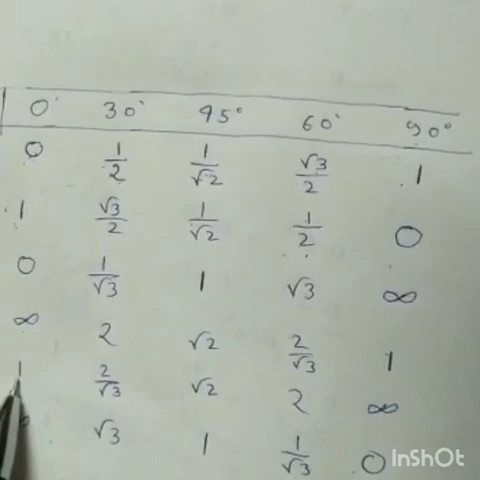 0° 30° 45° 60° 90°
0 1/2 1/√2 √3/2 1
1 √3/2 1/√2 1/2 0
0 1/√3 1 √3 ∞
∞ 2 √2 2/√3 1
1 2/√3 √2 2 ∞
√3 1 1/√3 0
InShOt